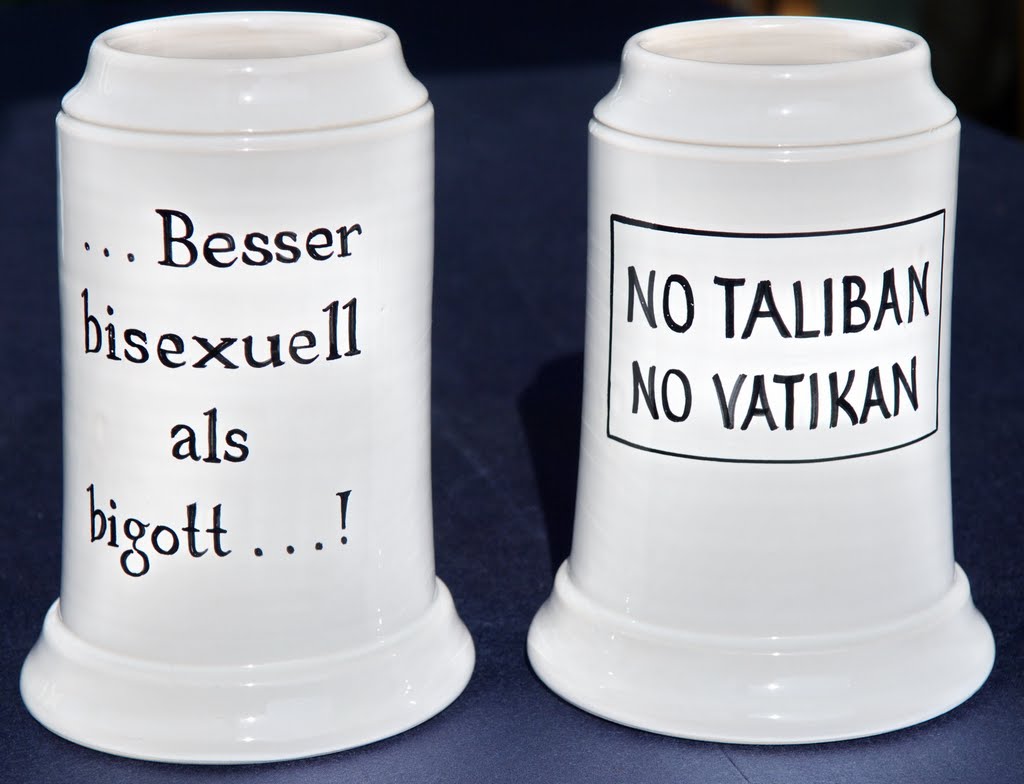 ... Besser
bisexuell
als
bigott ...!
NO TALIBAN
NO VATIKAN